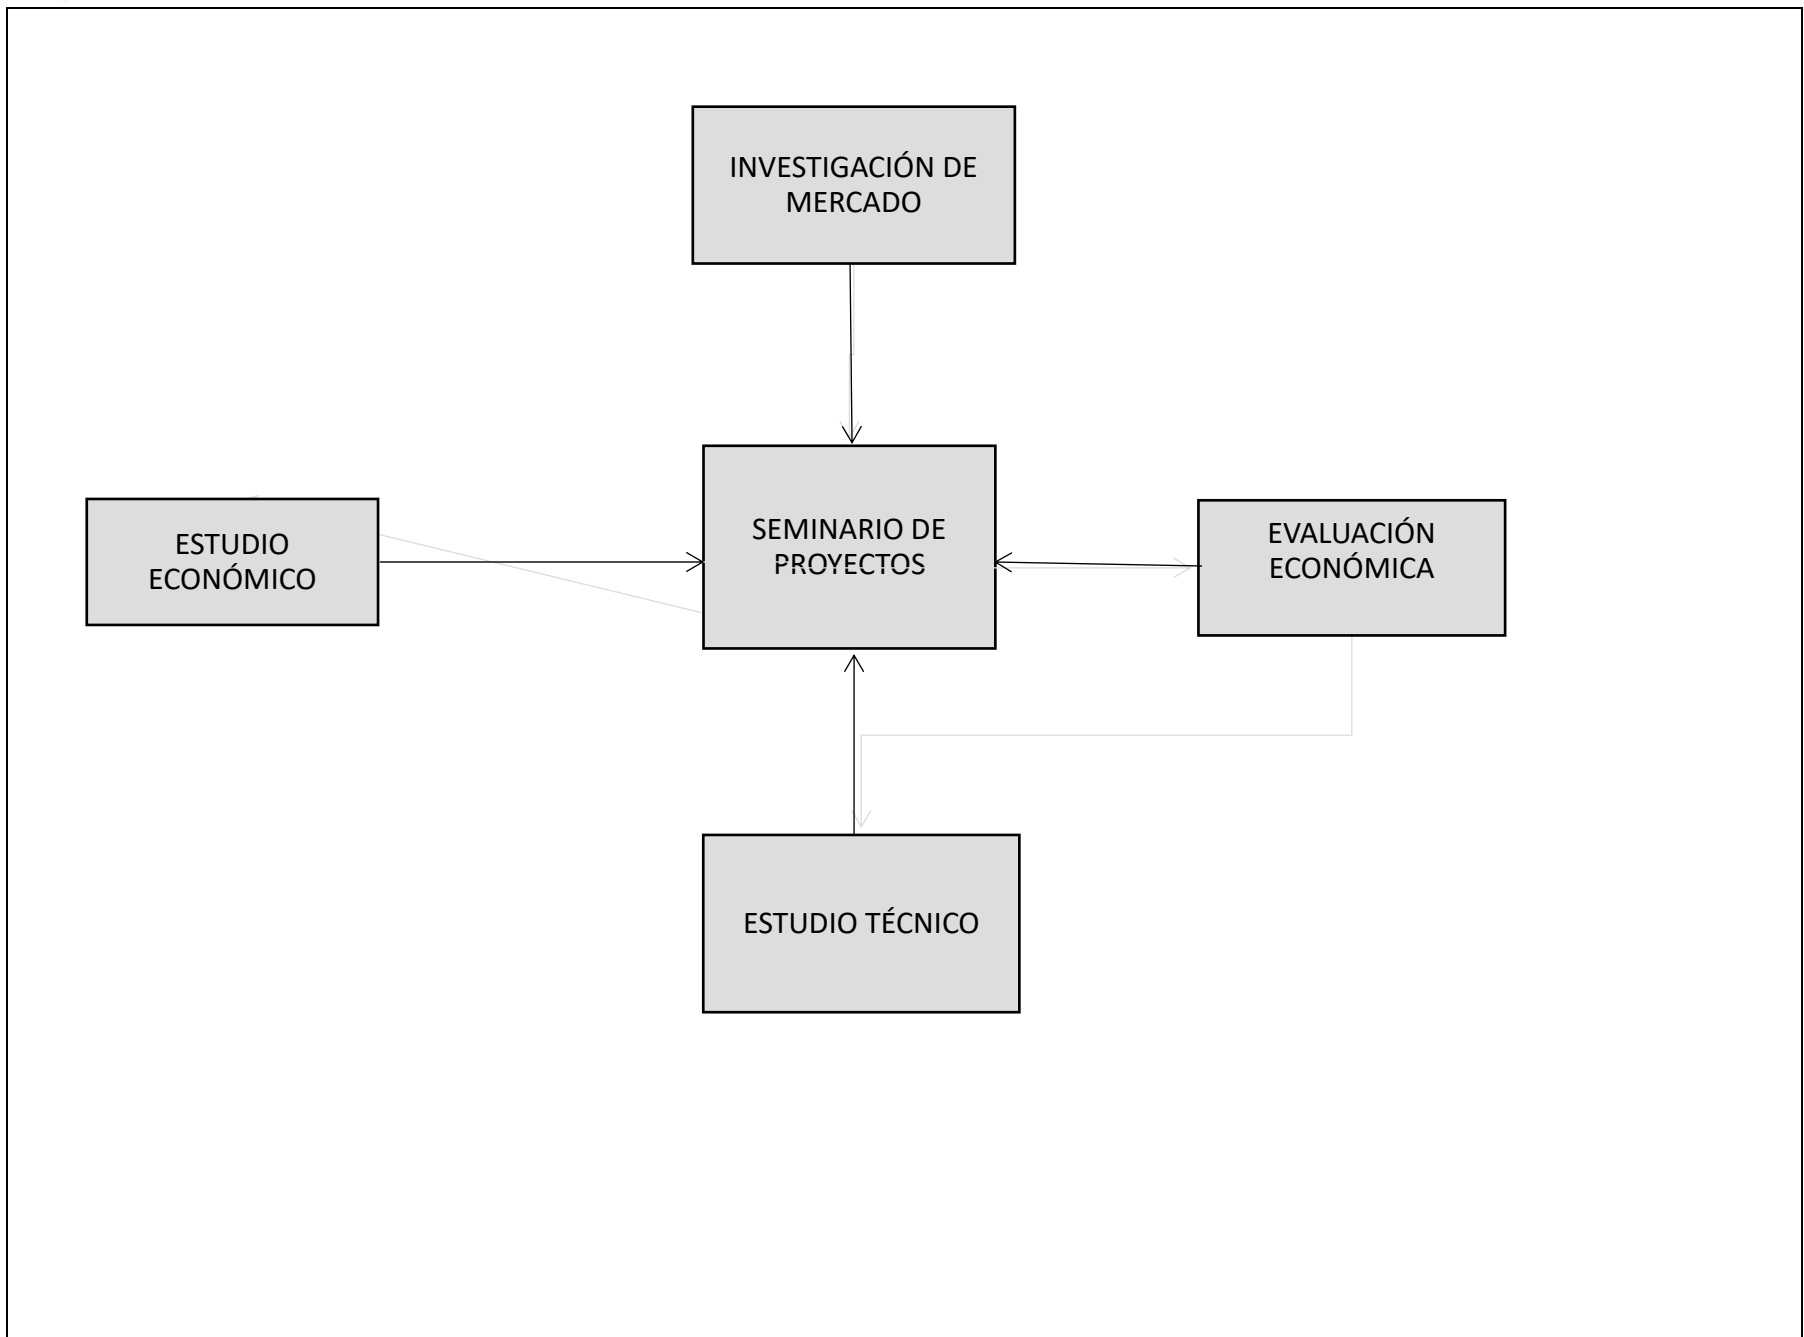 INVESTIGACIÓN DE
MERCADO
SEMINARIO DE
PROYECTOS
ESTUDIO
ECONÓMICO
EVALUACIÓN
ECONÓMICA
ESTUDIO TÉCNICO